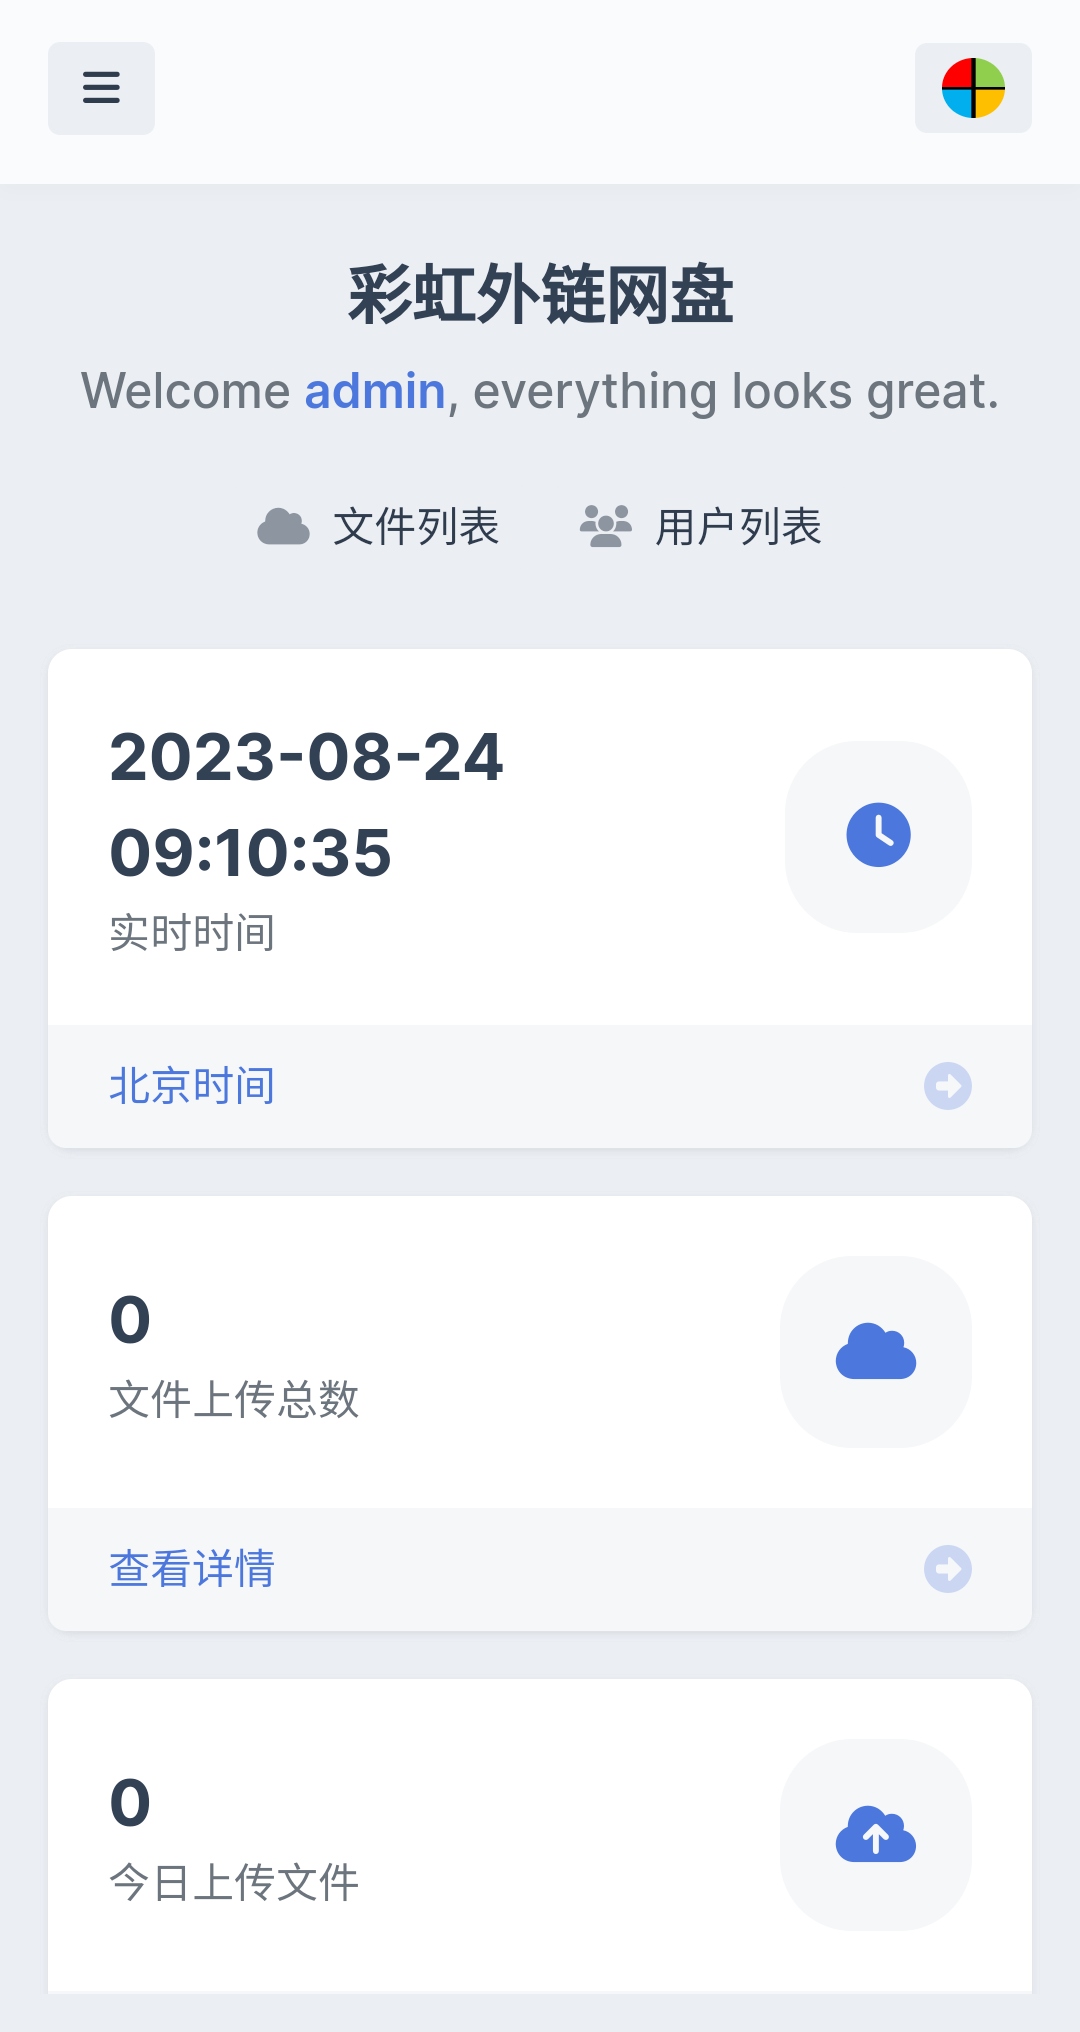 彩虹外链网盘
Welcome admin, everything looks great.
文件列表 用户列表
2023-08-24
09:10:35
实时时间
北京时间
0
文件上传总数
查看详情
0
今日上传文件